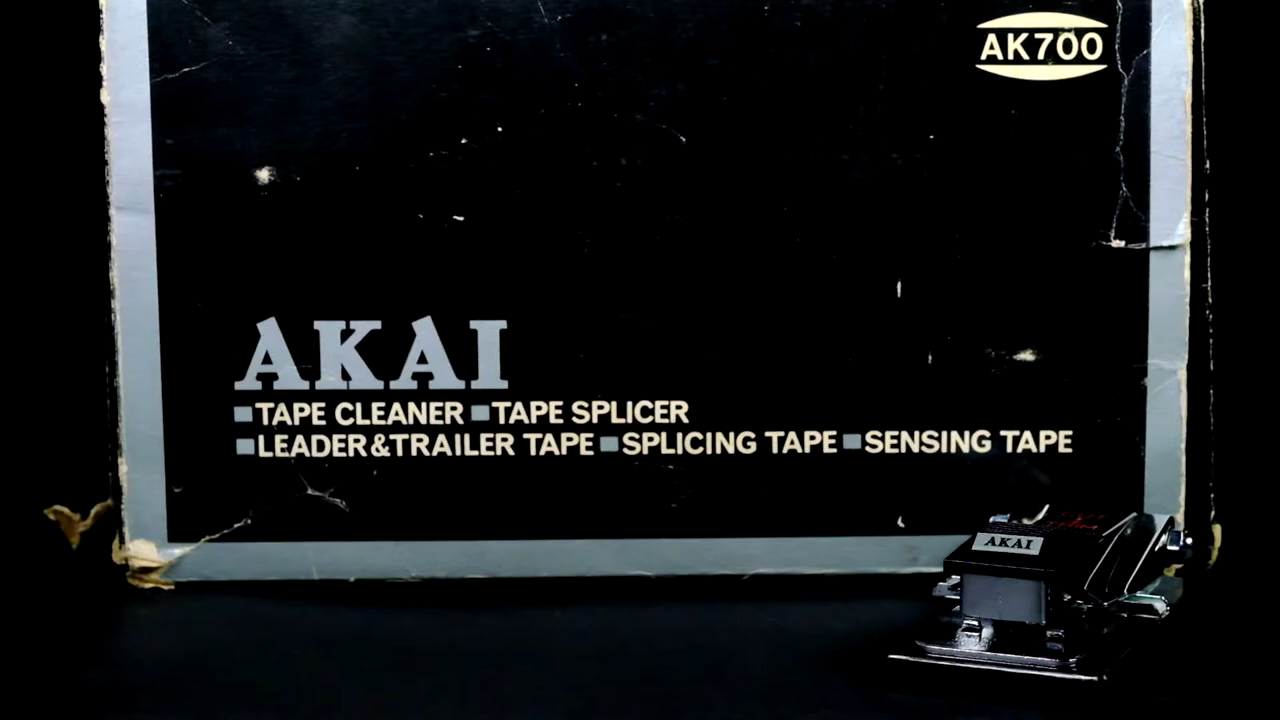 AK700
AKAI
TAPE CLEANER TAPE SPLICER
LEADER&TRAILER TAPE SPLICING TAPE SENSING TAPE
AKAI